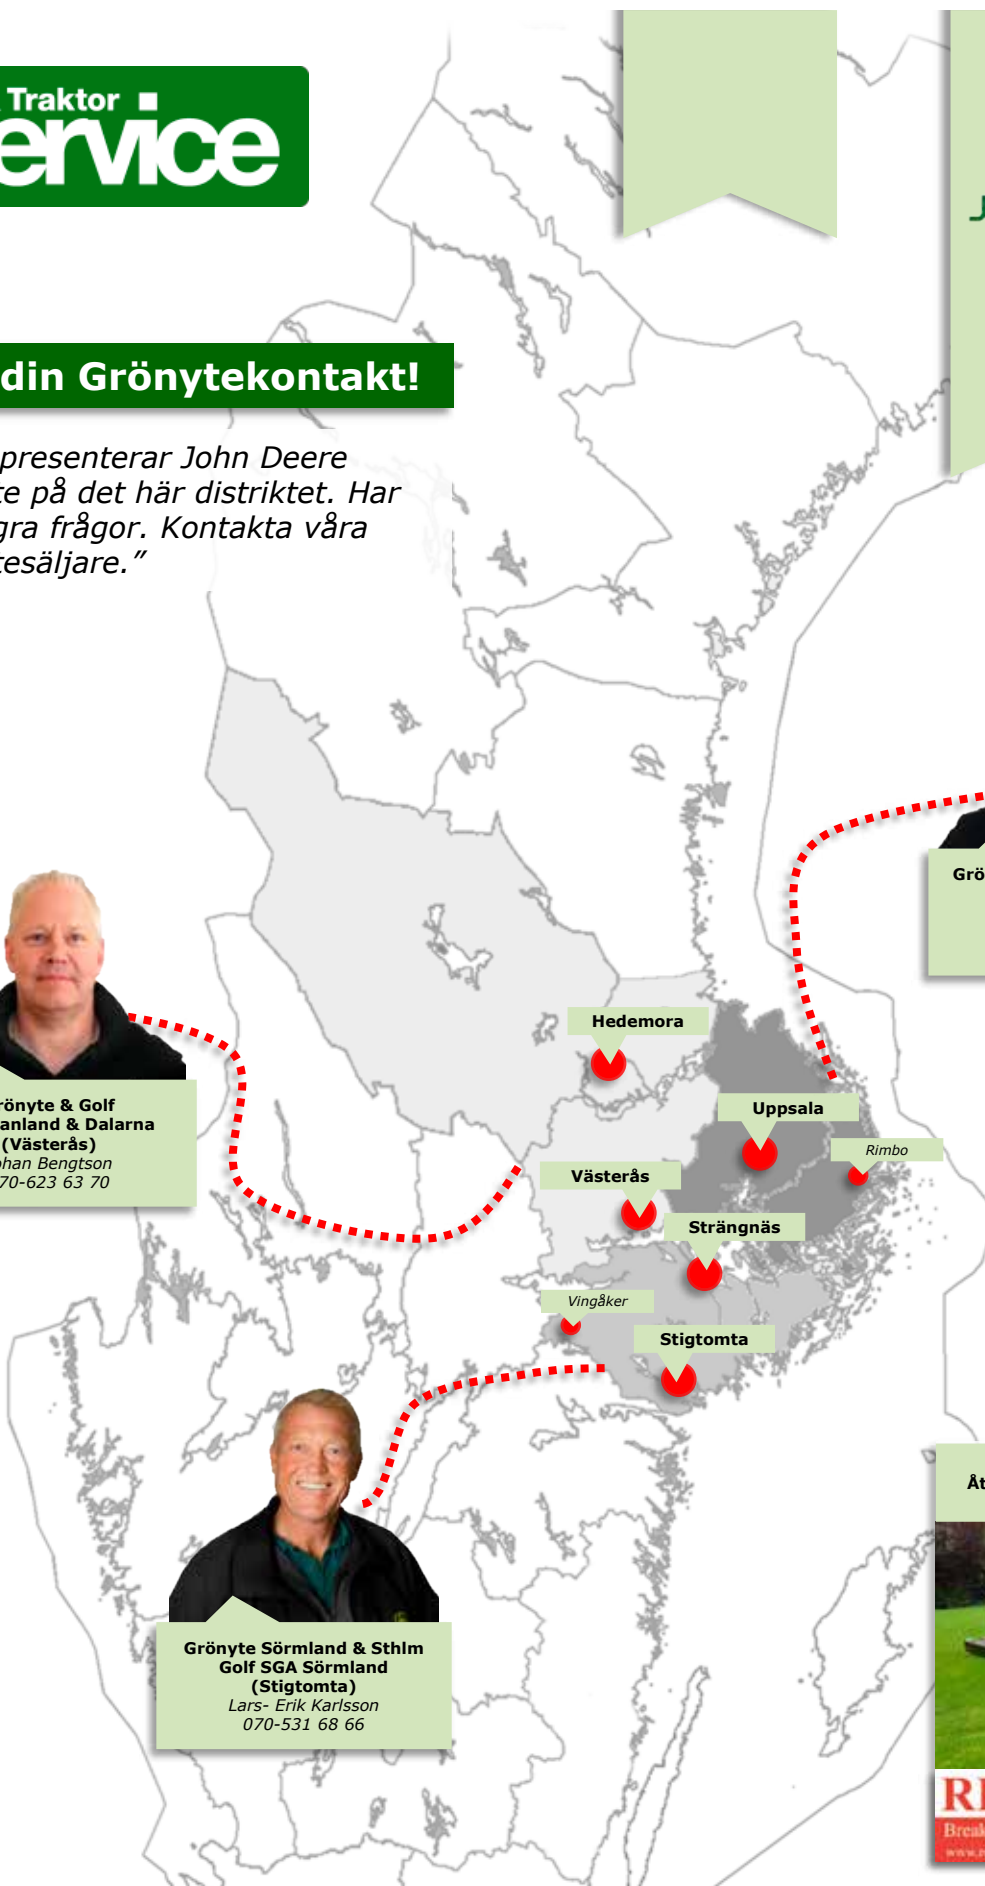 Traktor
ervice
din Grönytekontakt!
presenterar John Deere
te på det här distriktet. Har
gra frågor. Kontakta våra
tesäljare.”
Grö
Hedemora
Uppsala
Rimbo
Västerås
Strängnäs
Vingåker
Stigtomta
rönyte & Golf
anland & Dalarna
(Västerås)
ohan Bengtson
70-623 63 70
Grönyte Sörmland & Sthlm
Golf SGA Sörmland
(Stigtomta)
Lars- Erik Karlsson
070-531 68 66
Åt
Break